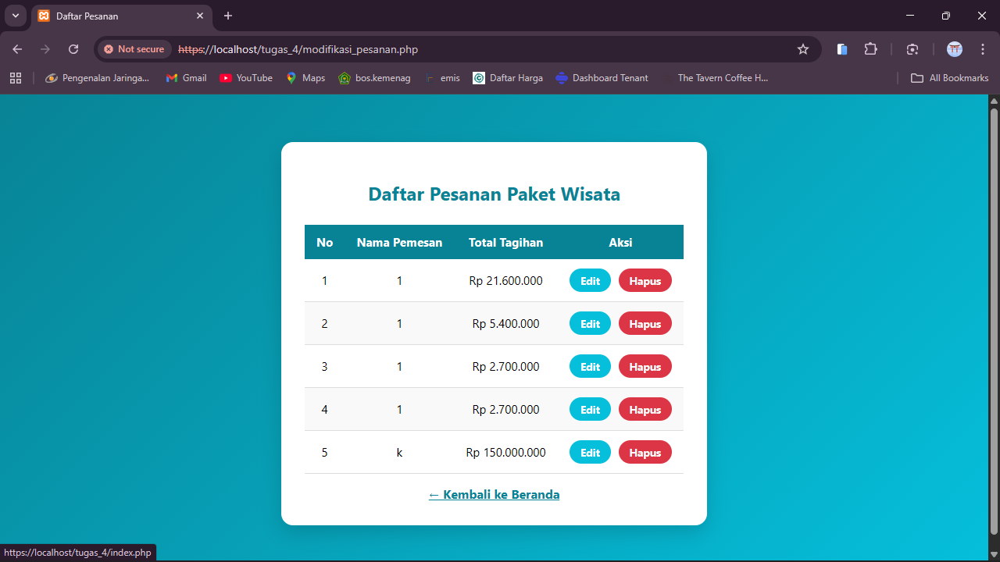 Daftar Pesanan
Not secure https://localhost/tugas_4/modifikasi_pesanan.php
Pengenalan Jaringa... Gmail YouTube Maps bos.kemenag emis Daftar Harga Dashboard Tenant The Tavern Coffee H... All Bookmarks
Daftar Pesanan Paket Wisata
No Nama Pemesan Total Tagihan Aksi
1 1 Rp 21.600.000 Edit Hapus
2 1 Rp 5.400.000 Edit Hapus
3 1 Rp 2.700.000 Edit Hapus
4 1 Rp 2.700.000 Edit Hapus
5 k Rp 150.000.000 Edit Hapus
← Kembali ke Beranda
https://localhost/tugas_4/index.php